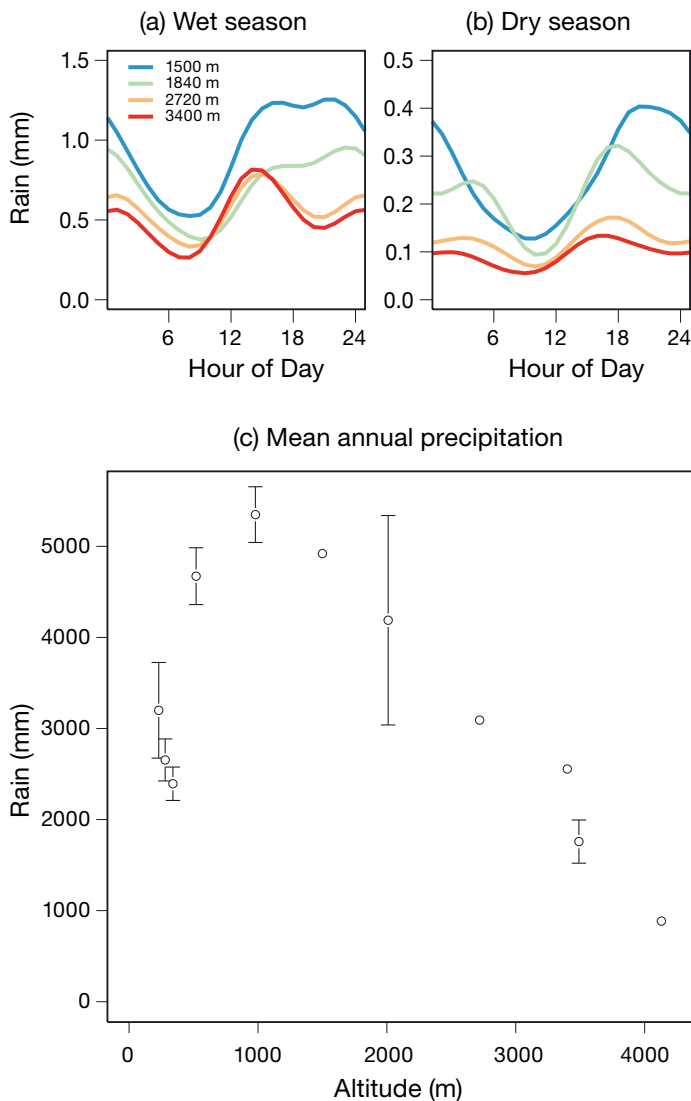 (a) Wet season
Rain (mm)
1.5
1.0
0.5
0.0
1500 m
1840 m
2720 m
3400 m
6 12 18 24
Hour of Day
(b) Dry season
0.5
0.4
0.3
0.2
0.1
0.0
6 12 18 24
Hour of Day
(c) Mean annual precipitation
Rain (mm)
5000
4000
3000
2000
1000
0
0 1000 2000 3000 4000
Altitude (m)